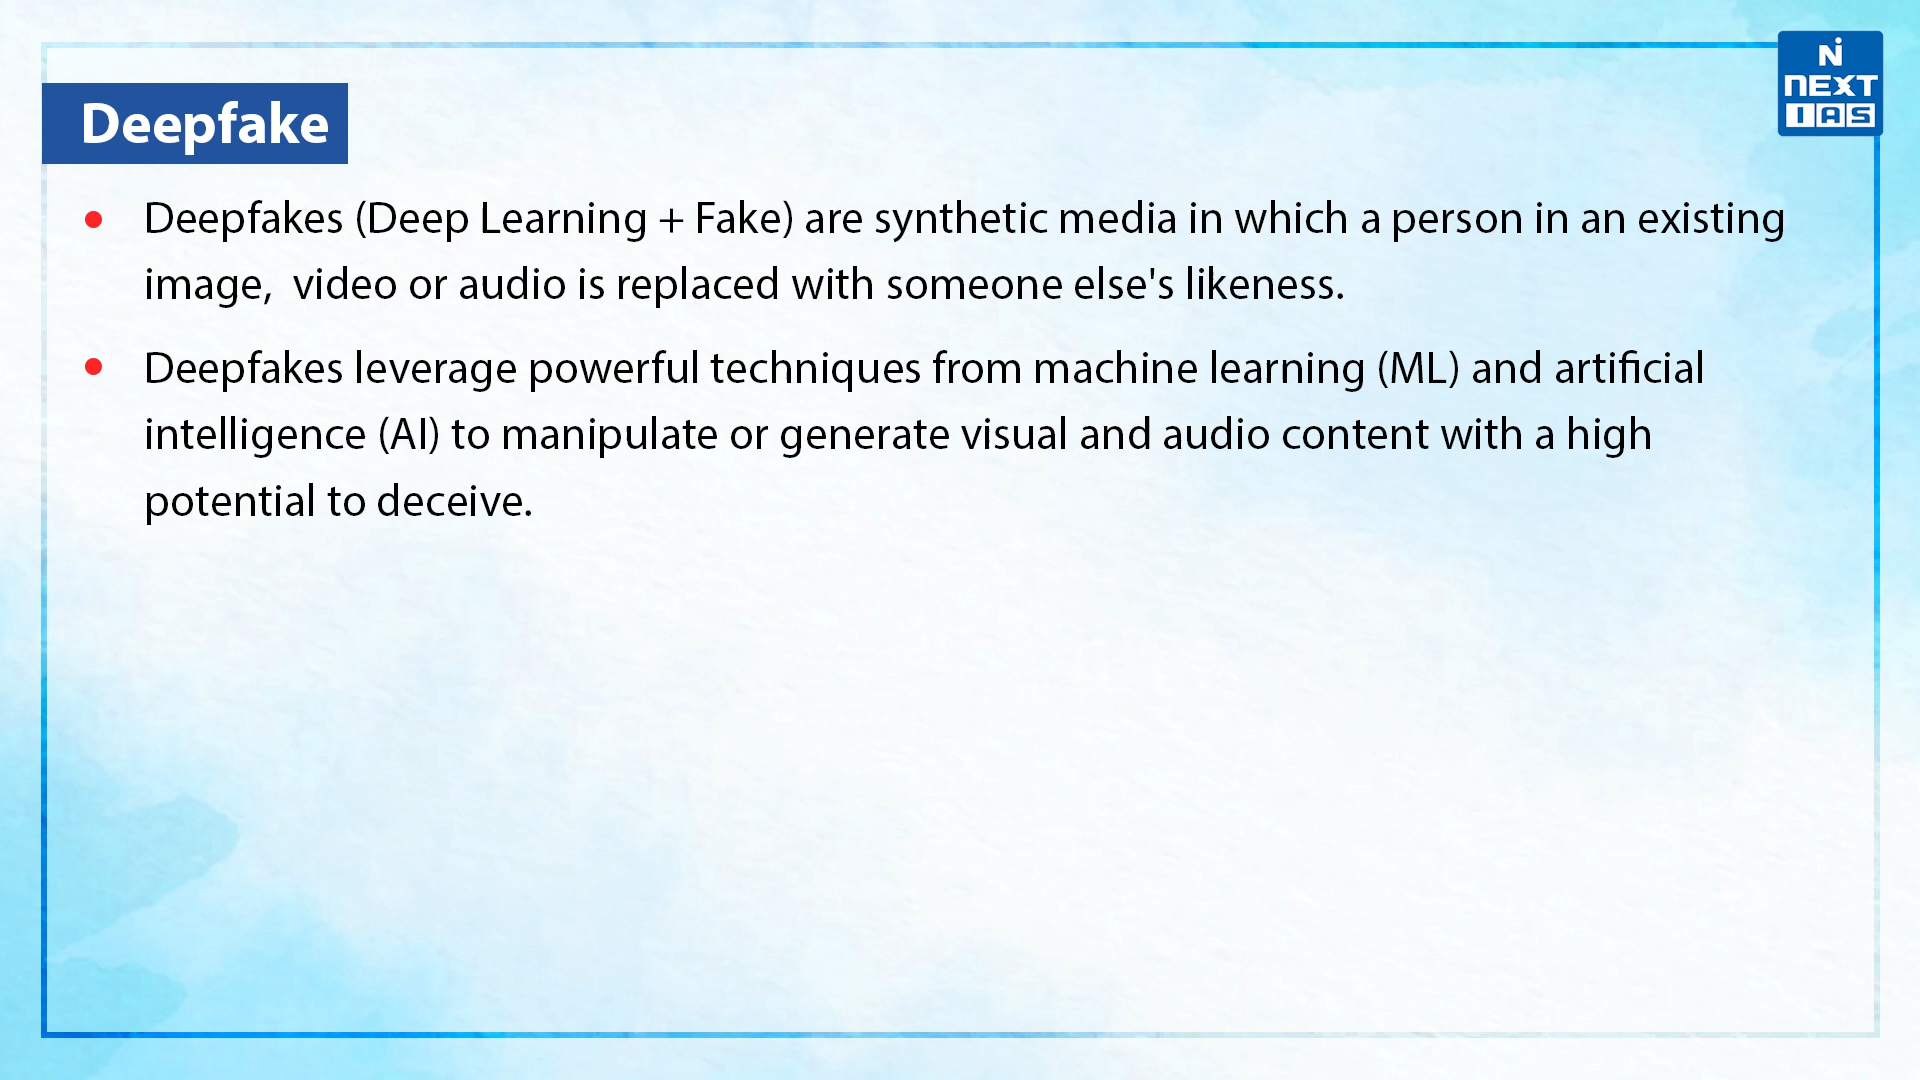 Deepfake
N
NEXT
IAS
• Deepfakes (Deep Learning + Fake) are synthetic media in which a person in an existing
image,  video or audio is replaced with someone else's likeness.
• Deepfakes leverage powerful techniques from machine learning (ML) and artificial
intelligence (AI) to manipulate or generate visual and audio content with a high
potential to deceive.